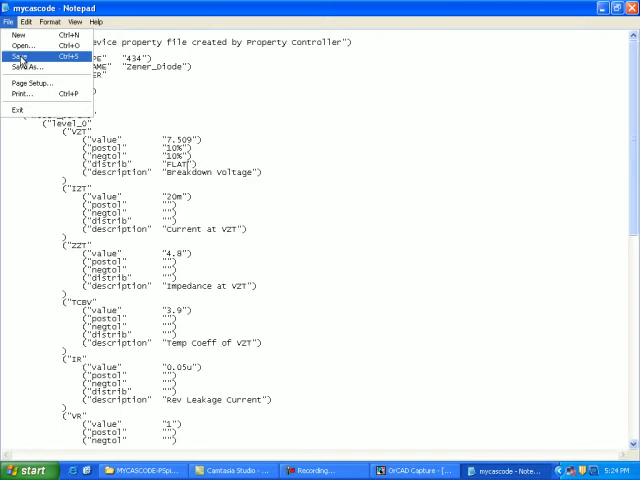 mycascode - Notepad
File Edit Format View Help
New Ctrl+N
Open... Ctrl+O
Save Ctrl+S
Save As...
Page Setup... 
Print... Ctrl+P
Exit
evice property file created by Property Controller")
PE" "434")
AME" "Zener_Diode")
ER"
("level_0"
("VZT"
("value" "7.509")
("postol" "10%")
("negtol" "10%")
("distrib" "FLAT")
("description" "Breakdown Voltage")
)
("IZT"
("value" "20m")
("postol" "")
("negtol" "")
("distrib" "")
("description" "Current at VZT")
)
("ZZT"
("value" "4.8")
("postol" "")
("negtol" "")
("distrib" "")
("description" "Impedance at VZT")
)
("TCBV"
("value" "3.9")
("postol" "")
("negtol" "")
("distrib" "")
("description" "Temp Coeff of VZT")
)
("IR"
("value" "0.05u")
("postol" "")
("negtol" "")
("distrib" "")
("description" "Rev Leakage Current")
)
("VR"
("value" "1")
("postol" "")
("negtol" "")
start MYCASCODE-PSpi... Camtasia Studio - ... Recording... OrCAD Capture - [... mycascode - Note... 5:24 PM